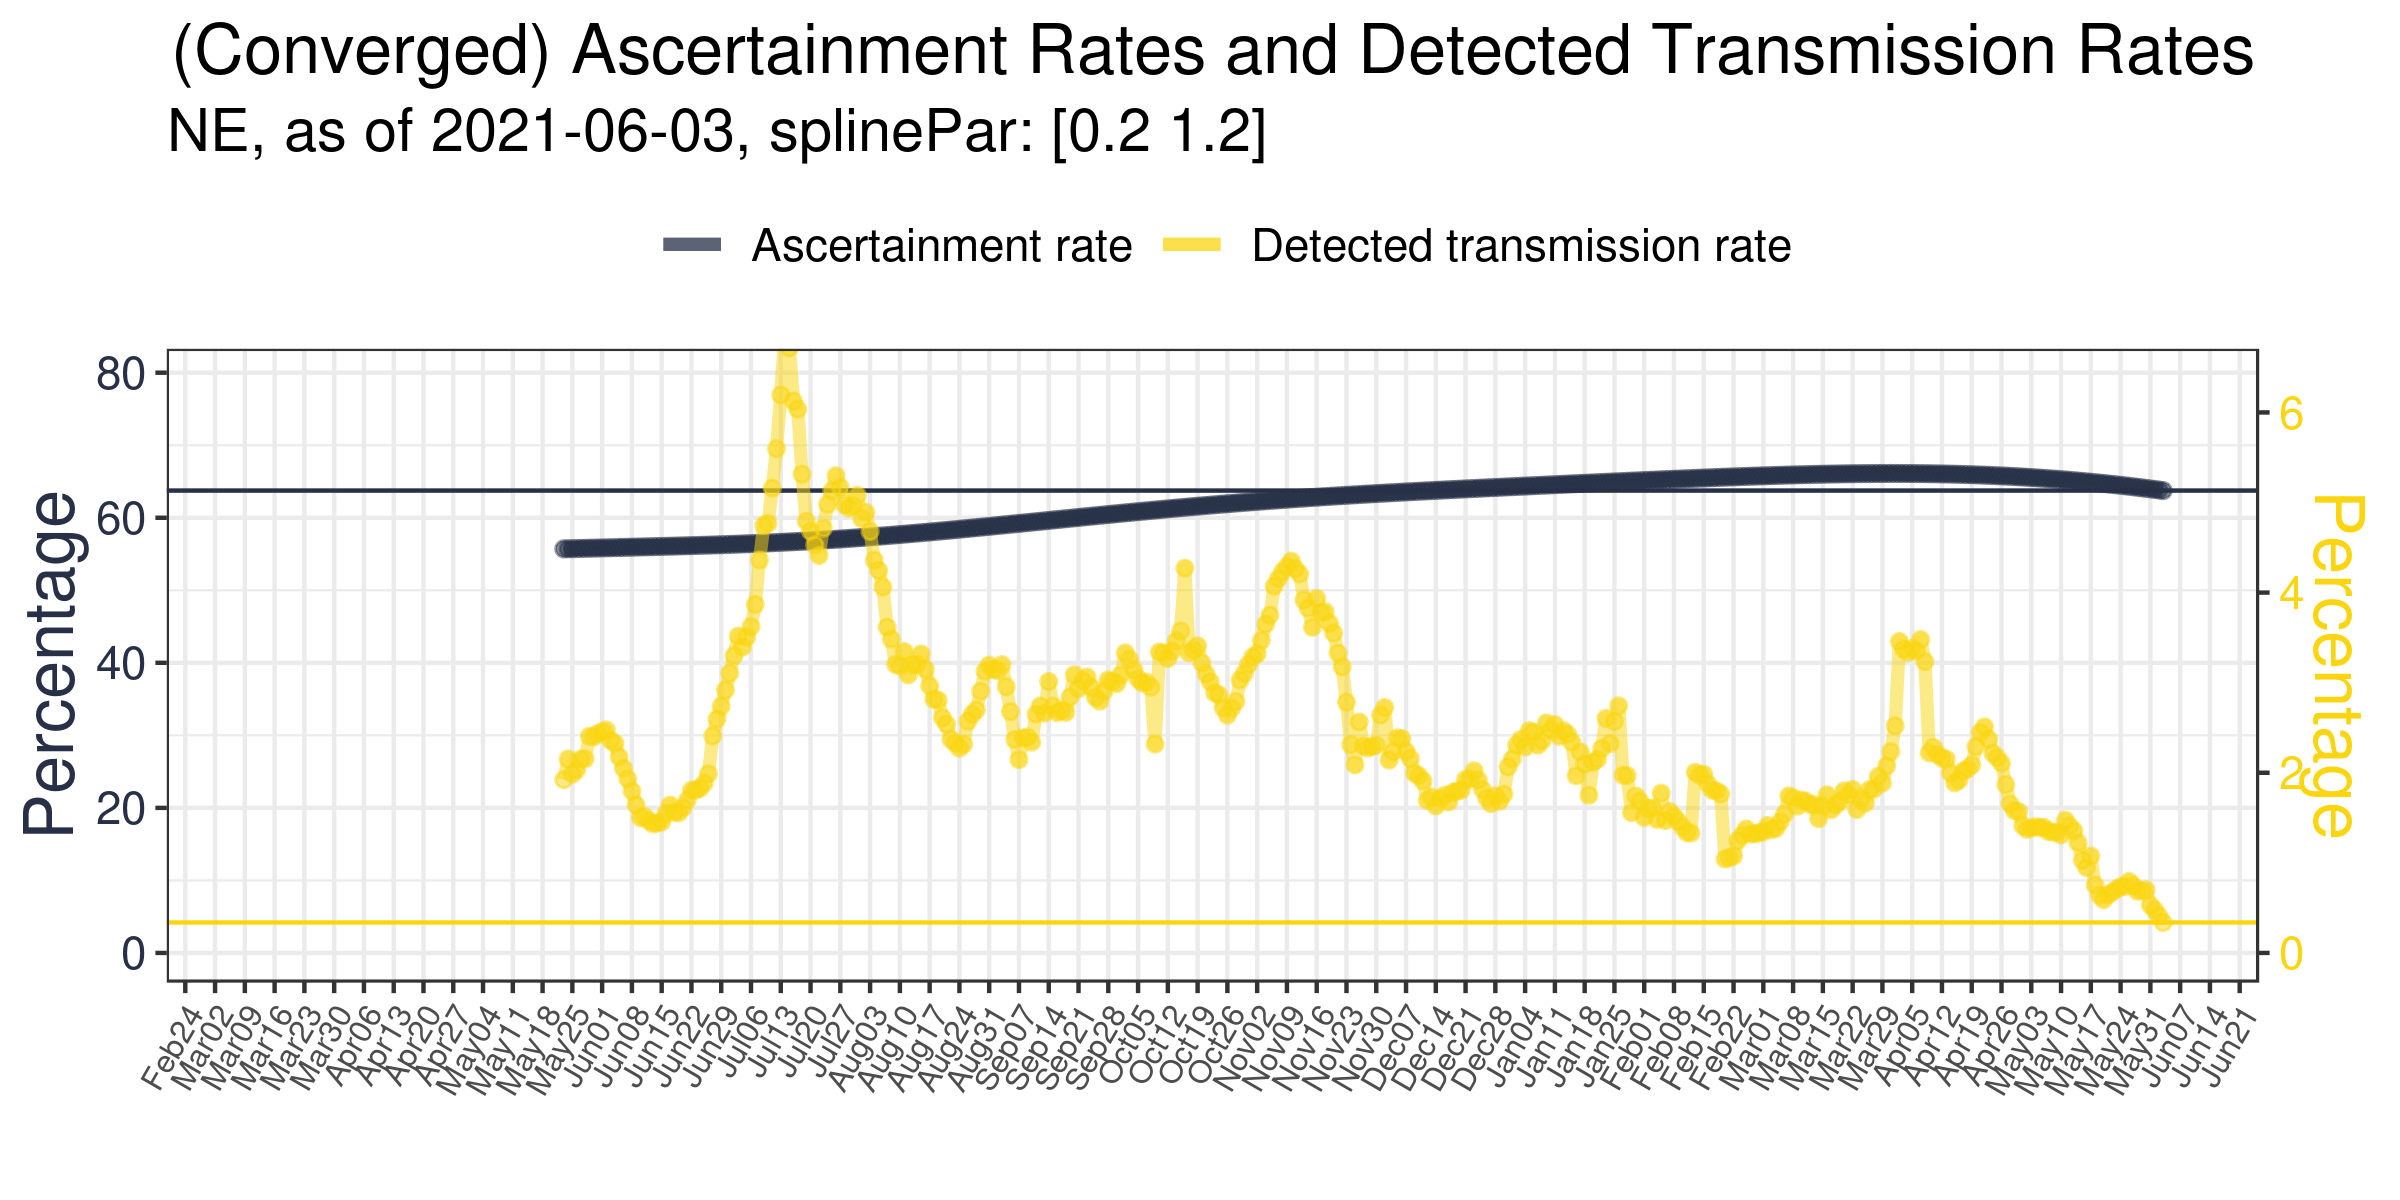 (Converged) Ascertainment Rates and Detected Transmission Rates
NE, as of 2021-06-03, splinePar: [0.2 1.2]
Ascertainment rate Detected transmission rate
Percentage
80
60
40
20
0
6
4
2
0
Percentage
Feb24 Mar02 Mar09 Mar16 Mar23 Mar30 Apr06 Apr13 Apr20 Apr27 May04 May11 May18 May25 Jun01 Jun08 Jun15 Jun22 Jun29 Jul06 Jul13 Jul20 Jul27 Aug03 Aug10 Aug17 Aug24 Aug31 Sep07 Sep14 Sep21 Sep28 Oct05 Oct12 Oct19 Oct26 Nov02 Nov09 Nov16 Nov23 Nov30 Dec07 Dec14 Dec21 Dec28 Jan04 Jan11 Jan18 Jan25 Feb01 Feb08 Feb15 Feb22 Mar01 Mar08 Mar15 Mar22 Mar29 Apr05 Apr12 Apr19 Apr26 May03 May10 May17 May24 May31 Jun07 Jun14 Jun21